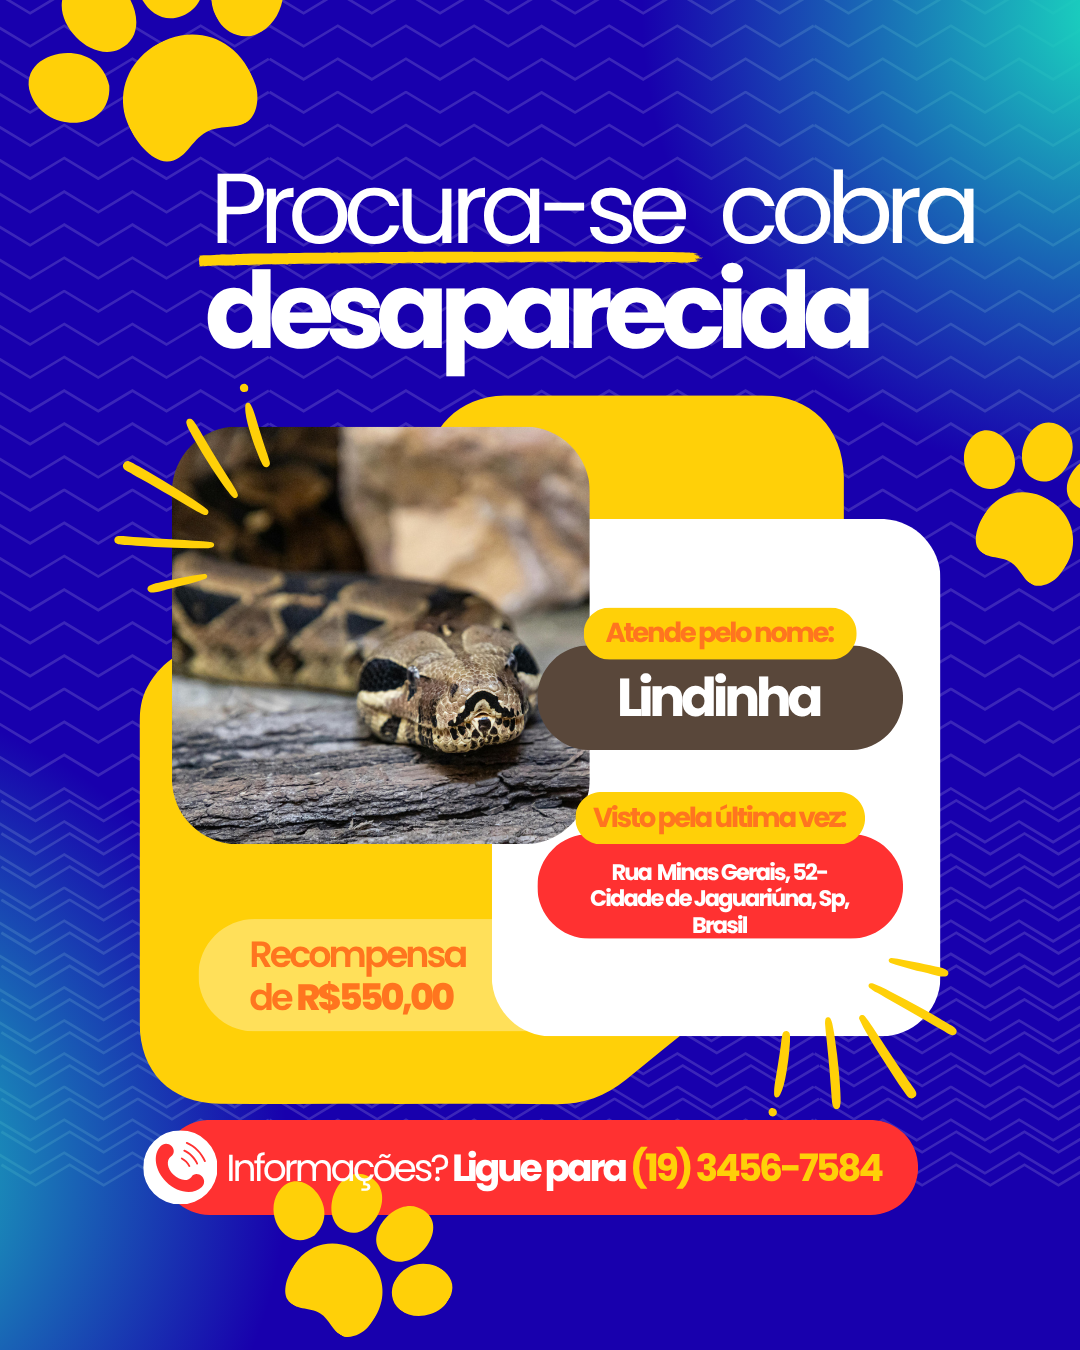 Procura-se cobra
desaparecida
Atende pelo nome:
Lindinha
Visto pela última vez:
Rua Minas Gerais, 52-
Cidade de Jaguariúna, Sp,
Brasil
Recompensa
de R$550,00
Informações? Ligue para (19) 3456-7584